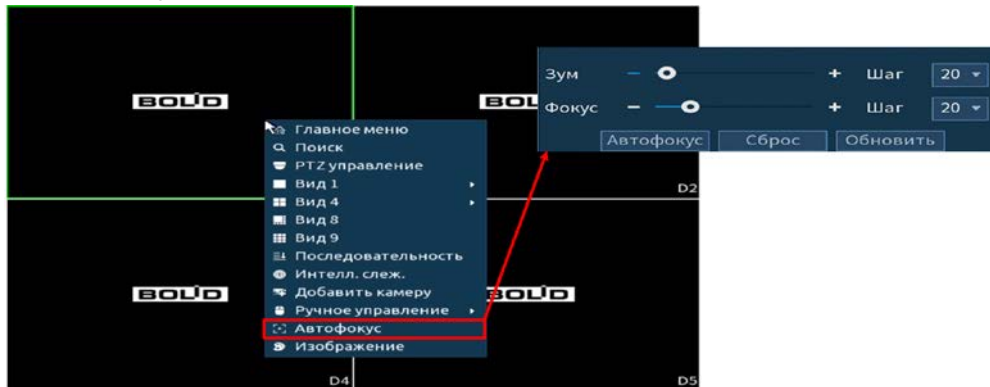 BOLID
BOL
Зум - + Шаг 20
Фокус - + Шаг 20
Автофокус Сброс Обновить
Главное меню
Поиск
PTZ управление
Вид 1
Вид 4
Вид 8
Вид 9
Последовательность
Интелл. слеж.
Добавить камеру
Ручное управление
Автофокус
Изображение
D2
BOLID
BOLID
D4
D5